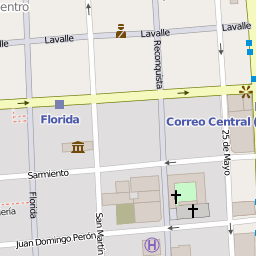 entro
Lavalle
Lavalle
Lavalle
Reconquista
Florida
Correo Central (
25 de Mayo
Sarmiento
Florida
San Martín
ería
Juan Domingo Perón
H